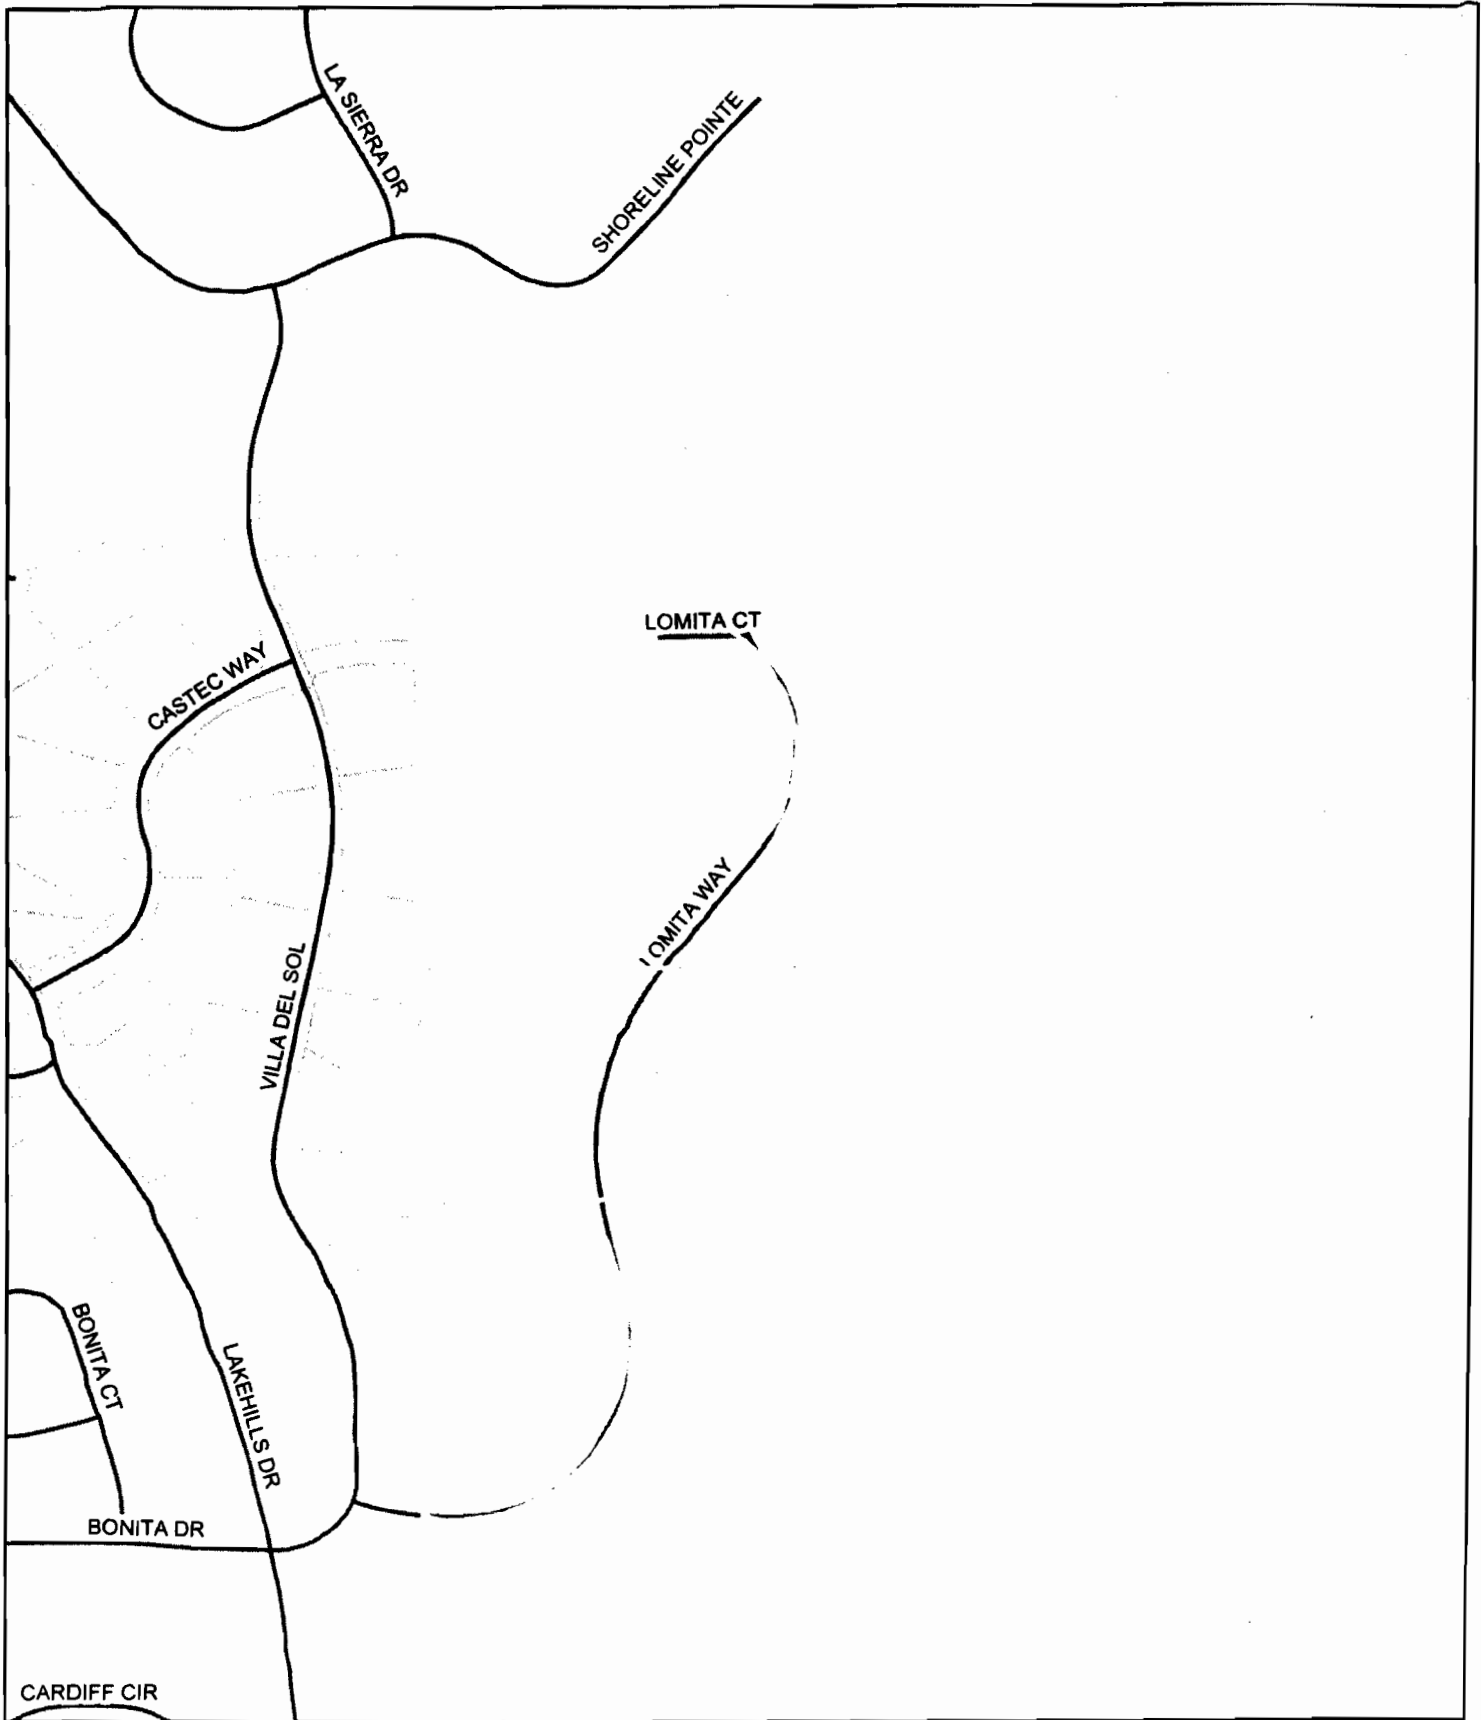 LA SIERRA DR
SHORELINE POINTE
LOMITA CT
CASTEC WAY
LOMITA WAY
VILLA DEL SOL
BONITA CT
LAKEHILLS DR
BONITA DR
CARDIFF CIR